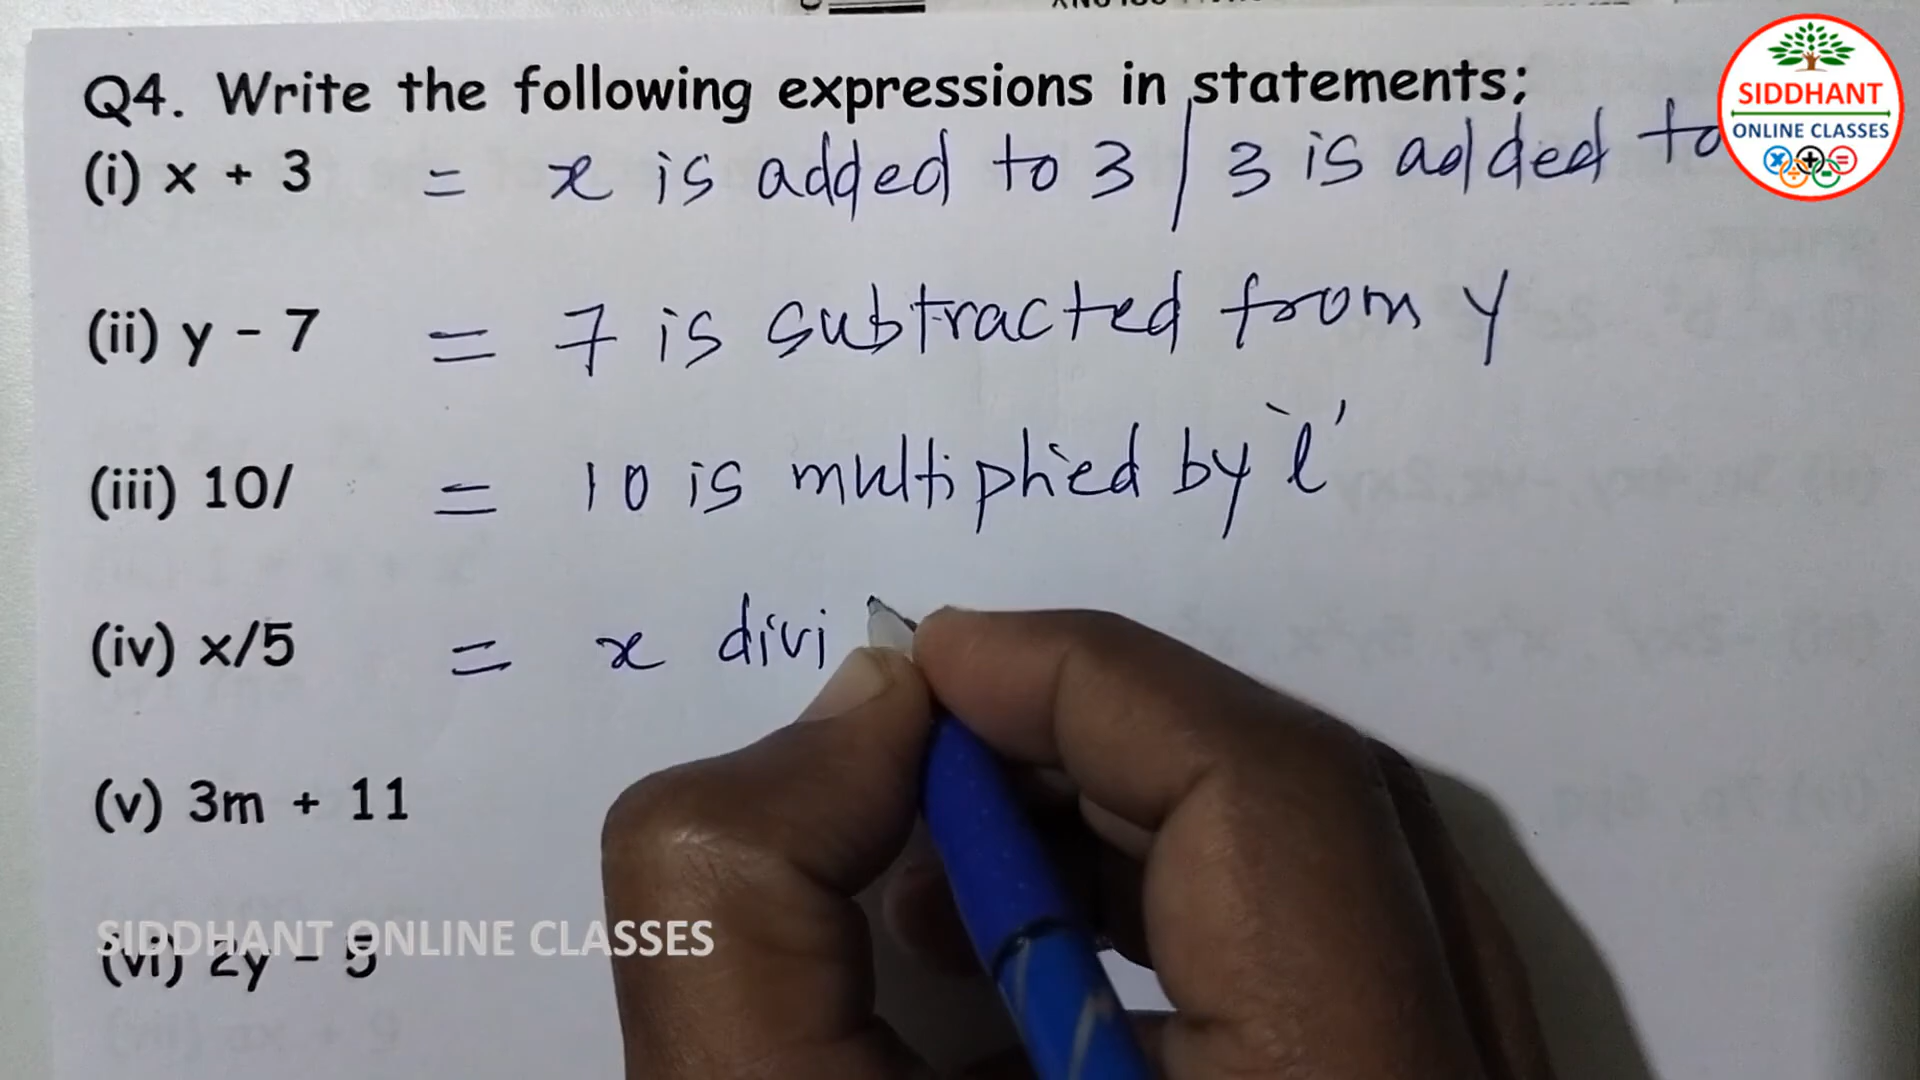 Q4. Write the following expressions in statements;
(i) x + 3 = x is added to 3 / 3 is added to
(ii) y - 7 = 7 is subtracted from y
(iii) 10l = 10 is multiplied by 'l'
(iv) x/5 = x divi
(v) 3m + 11
(vi) 2y - 5
SIDDHANT ONLINE CLASSES
SIDDHANT
ONLINE CLASSES